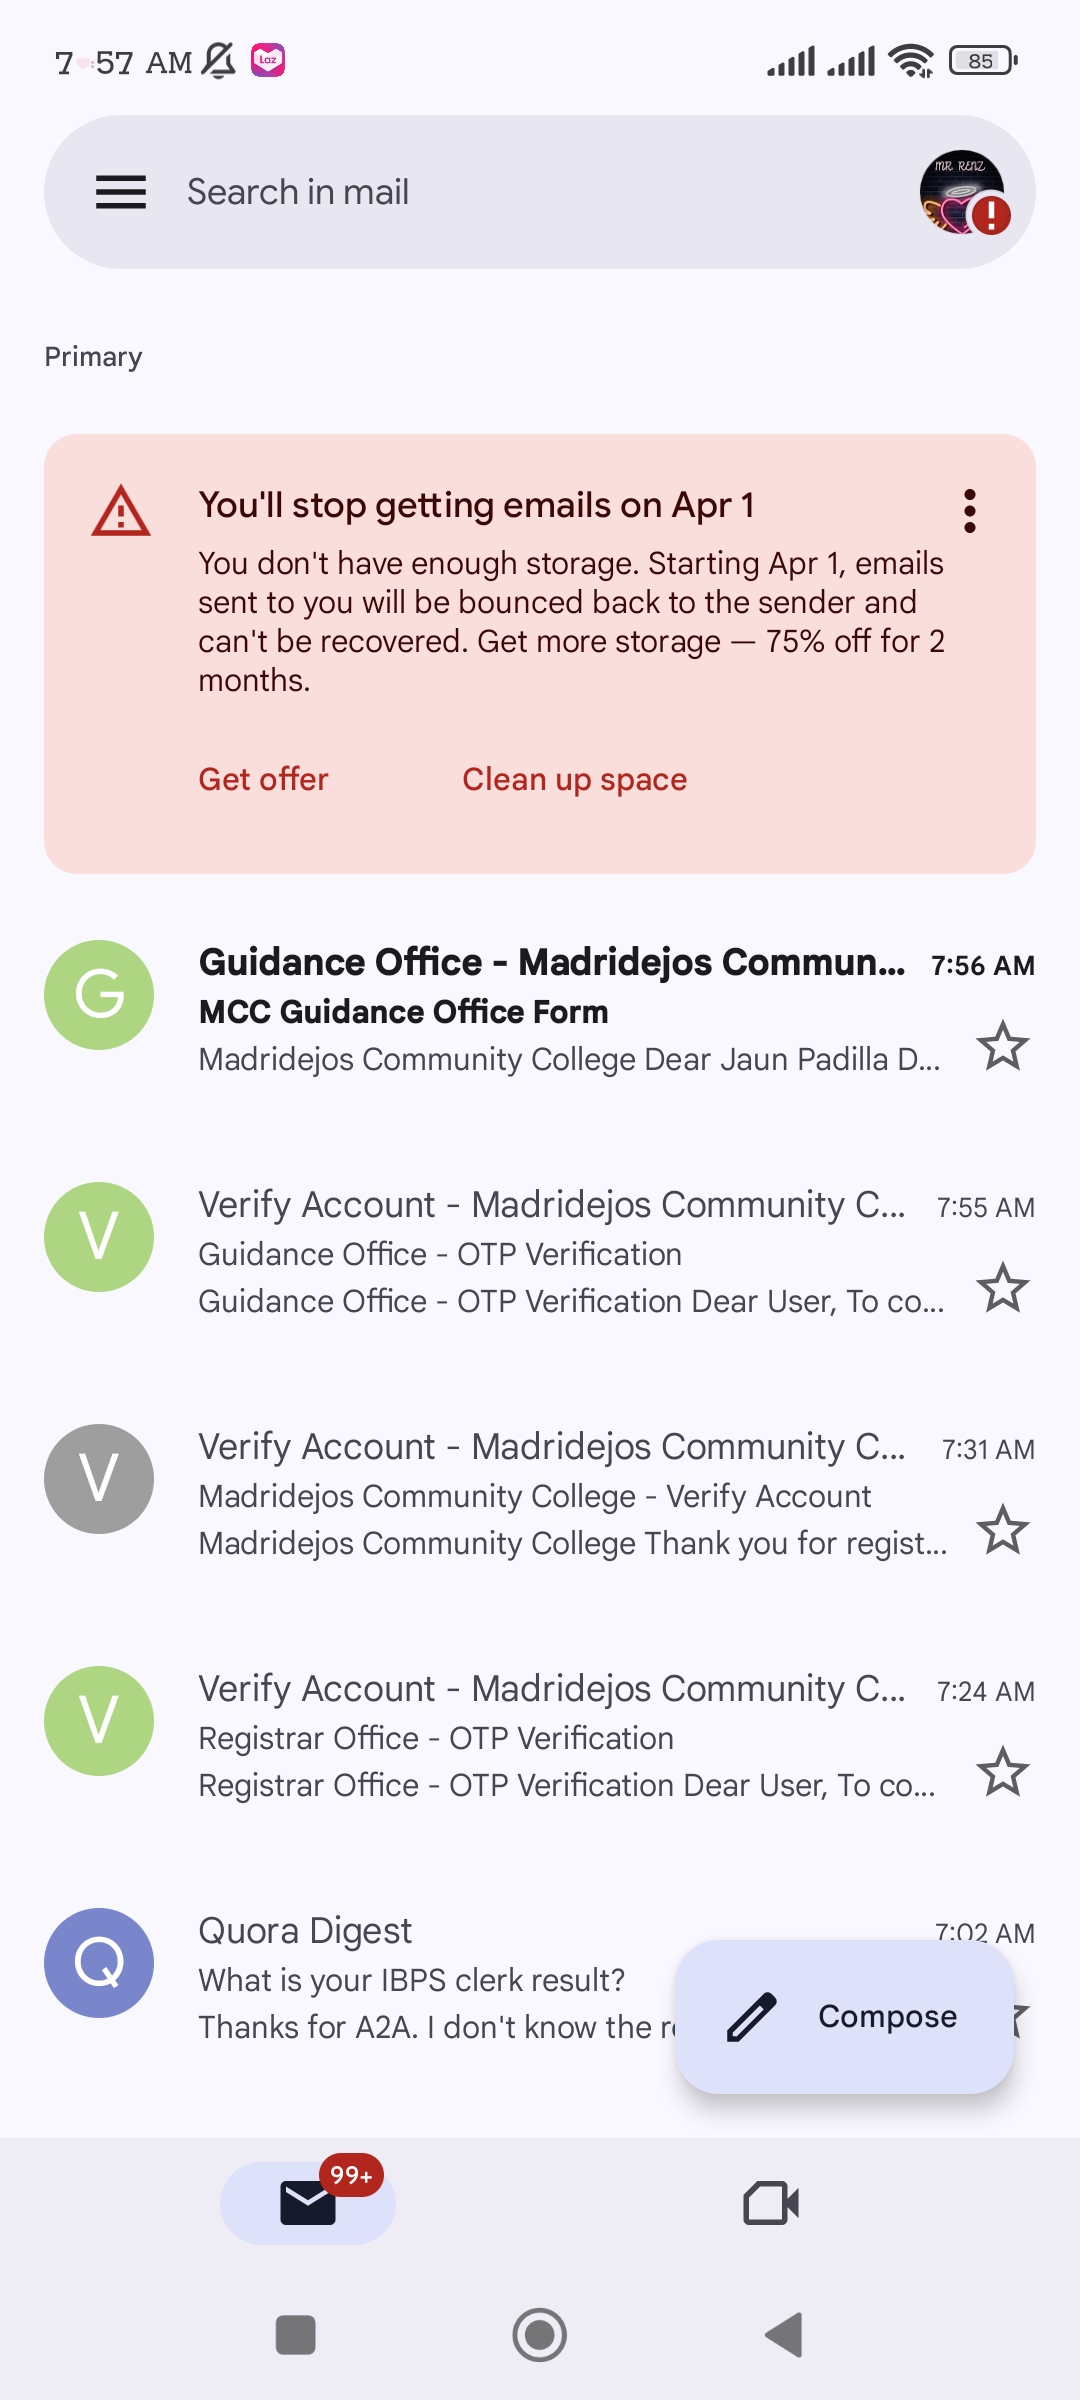 7:57 AM
Laz
85
Search in mail
MR. RENZ
Primary
You'll stop getting emails on Apr 1
You don't have enough storage. Starting Apr 1, emails
sent to you will be bounced back to the sender and
can't be recovered. Get more storage — 75% off for 2
months.
Get offer
Clean up space
G
Guidance Office - Madridejos Commun... 7:56 AM
MCC Guidance Office Form
Madridejos Community College Dear Jaun Padilla D...
V
Verify Account - Madridejos Community C... 7:55 AM
Guidance Office - OTP Verification
Guidance Office - OTP Verification Dear User, To co...
V
Verify Account - Madridejos Community C... 7:31 AM
Madridejos Community College - Verify Account
Madridejos Community College Thank you for regist...
V
Verify Account - Madridejos Community C... 7:24 AM
Registrar Office - OTP Verification
Registrar Office - OTP Verification Dear User, To co...
Q
Quora Digest 7:02 AM
What is your IBPS clerk result?
Thanks for A2A. I don't know the
Compose
99+